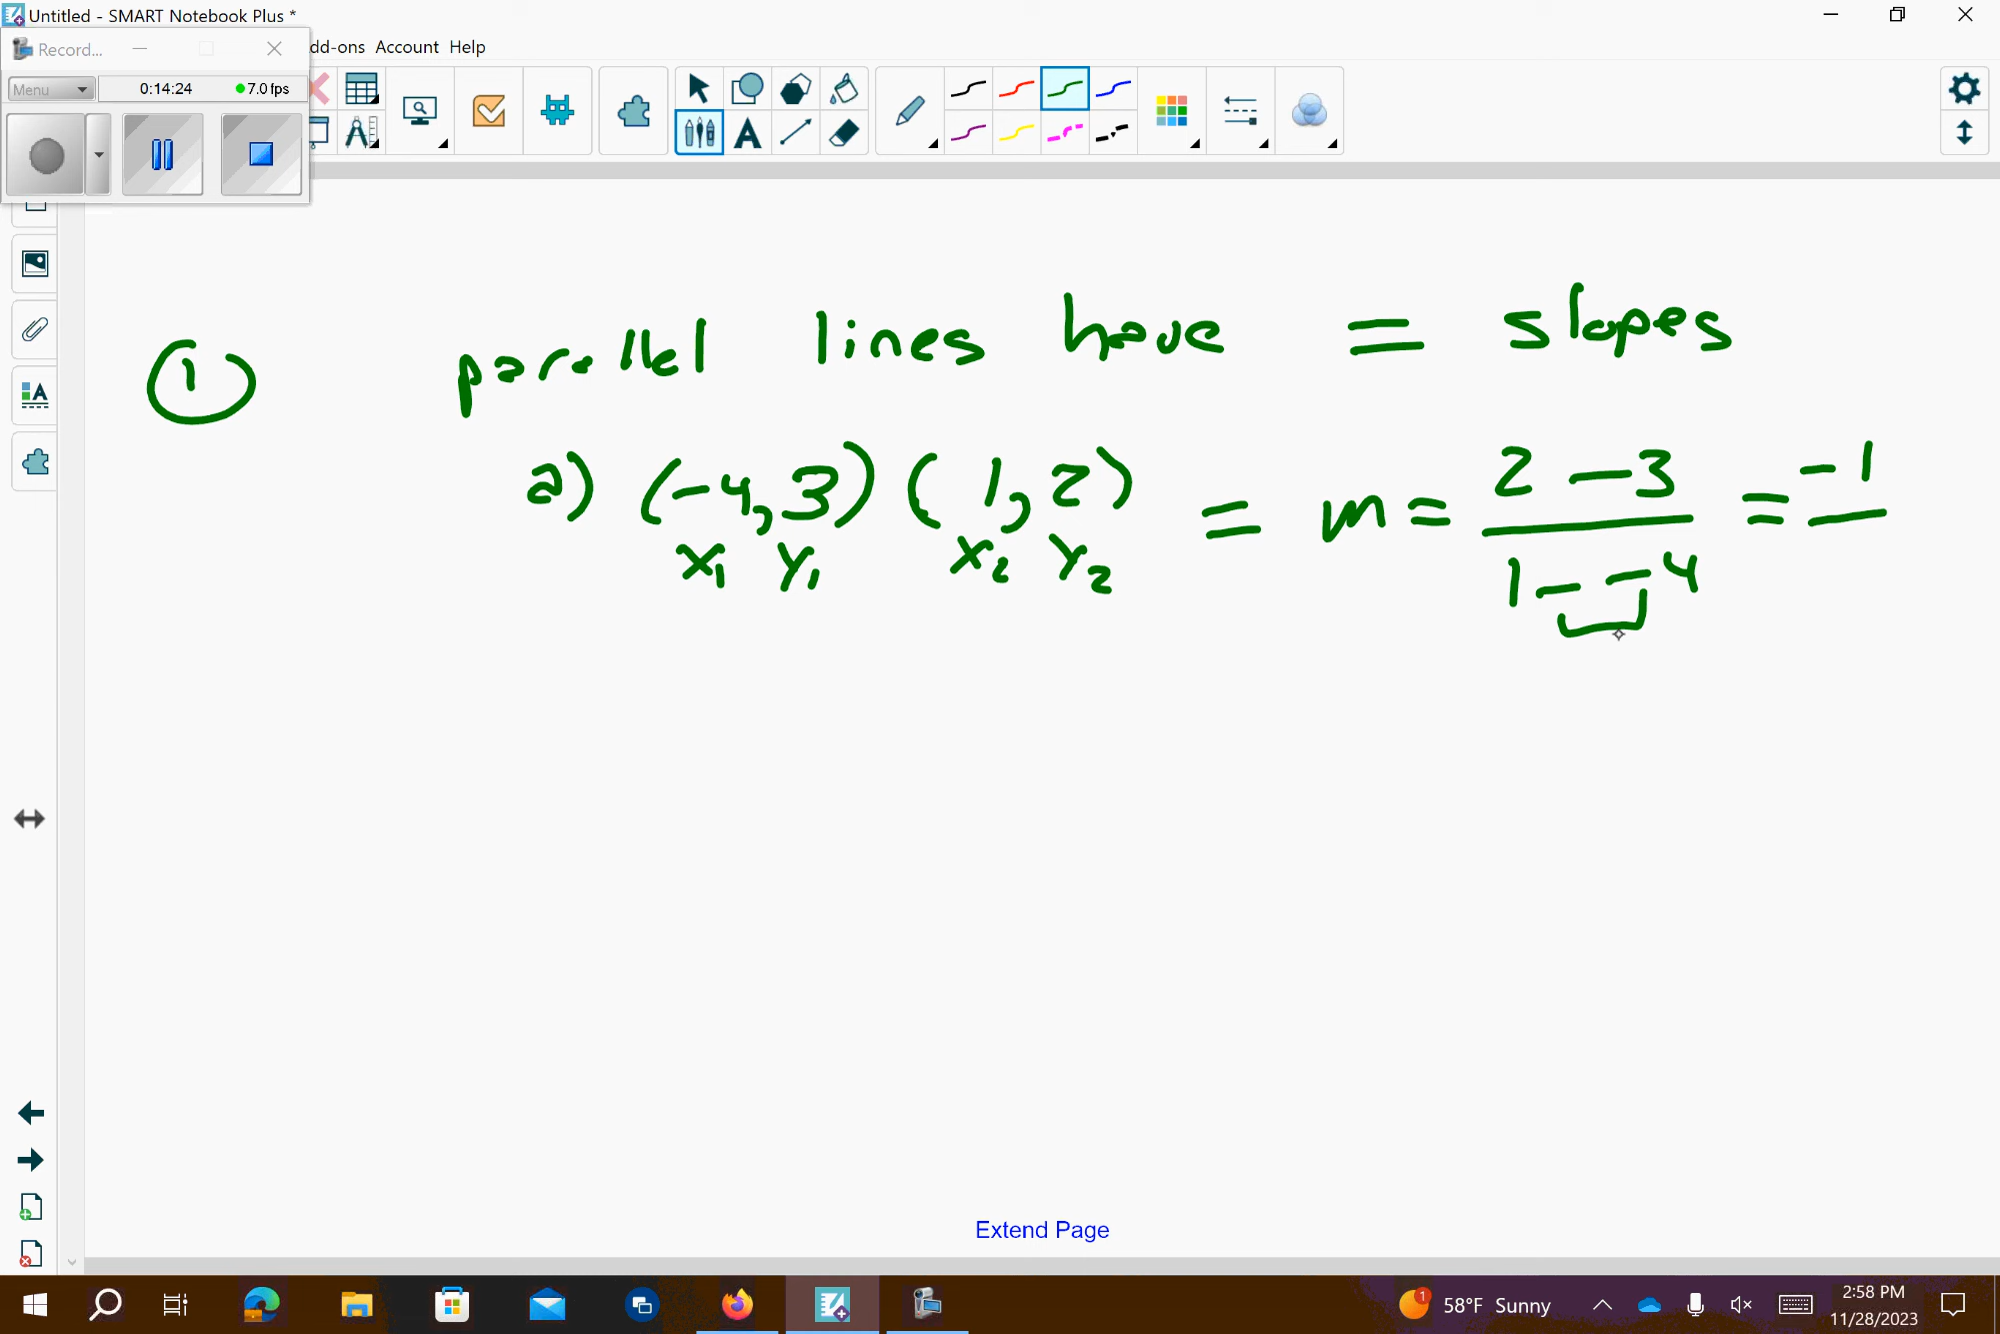 Untitled - SMART Notebook Plus *
Record...
dd-ons Account Help
Menu 0:14:24 7.0 fps
① parallel lines have = slopes
a) (-4, 3) (1, 2) = m = 2 - 3 / 1 - - 4 = -1
x₁ y₁ x₂ y₂
Extend Page
1 58°F Sunny
2:58 PM
11/28/2023